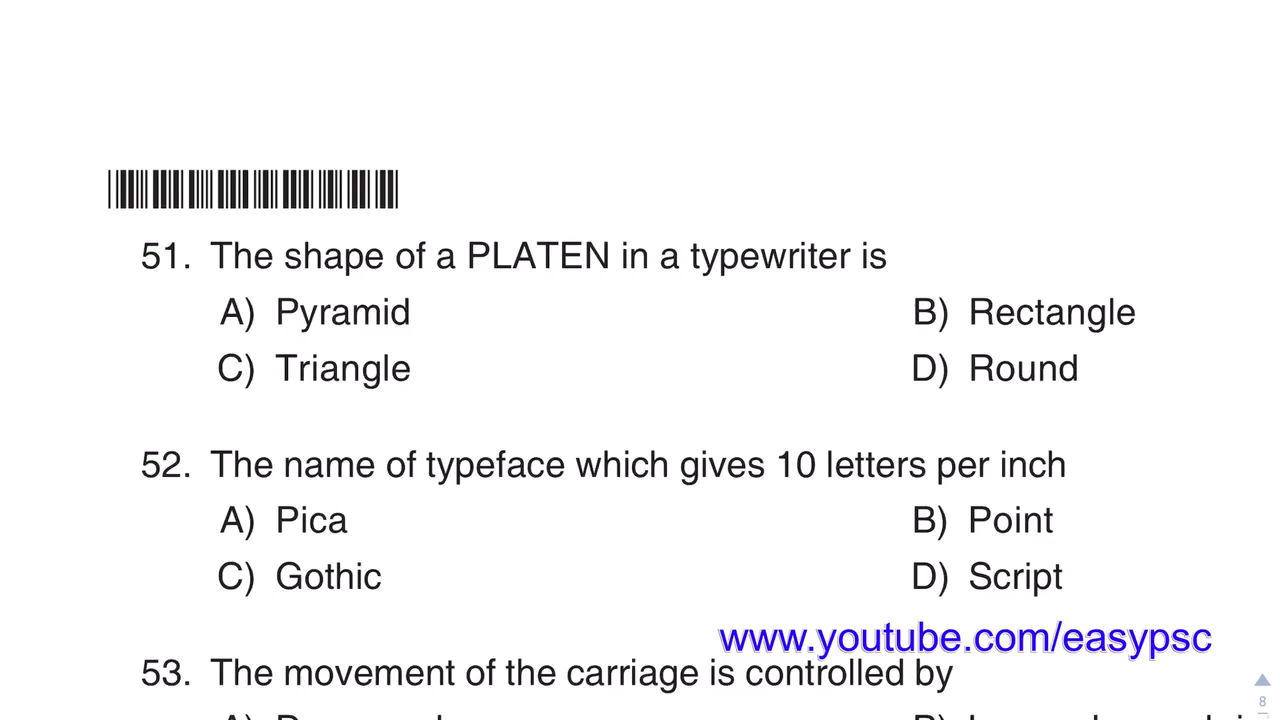 51. The shape of a PLATEN in a typewriter is
A) Pyramid B) Rectangle
C) Triangle D) Round
52. The name of typeface which gives 10 letters per inch
A) Pica B) Point
C) Gothic D) Script
www.youtube.com/easypsc
53. The movement of the carriage is controlled by
A) B)
8